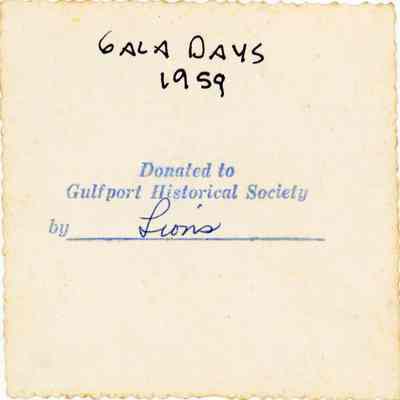 GALA DAYS
1959
Donated to
Gulfport Historical Society
by Lions